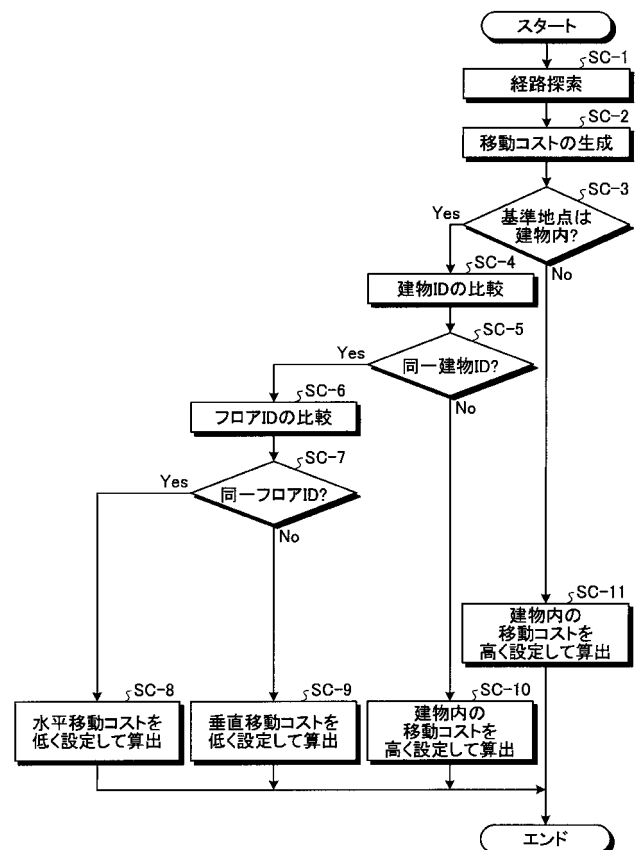 スタート
SC-1
経路探索
SC-2
移動コストの生成
SC-3
基準地点は
建物内?
Yes
No
SC-4
建物IDの比較
SC-5
同一建物ID?
Yes
No
SC-6
フロアIDの比較
SC-7
同一フロアID?
Yes
No
SC-11
建物内の
移動コストを
高く設定して算出
SC-8
水平移動コストを
低く設定して算出
SC-9
垂直移動コストを
低く設定して算出
SC-10
建物内の
移動コストを
高く設定して算出
エンド